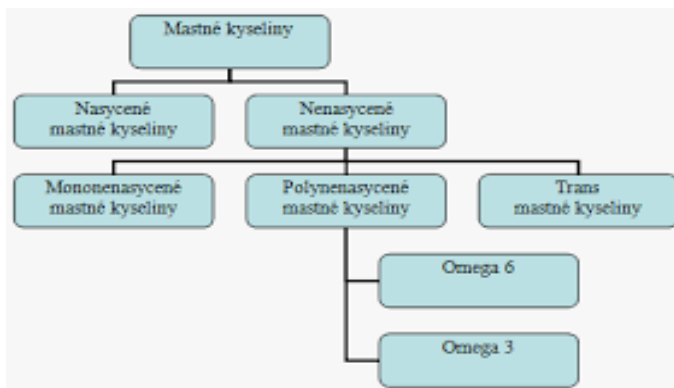 Mastné kyseliny
Nasycené
mastné kyseliny
Nenasycené
mastné kyseliny
Mononenasycené
mastné kyseliny
Polynenasycené
mastné kyseliny
Trans
mastné kyseliny
Omega 6
Omega 3